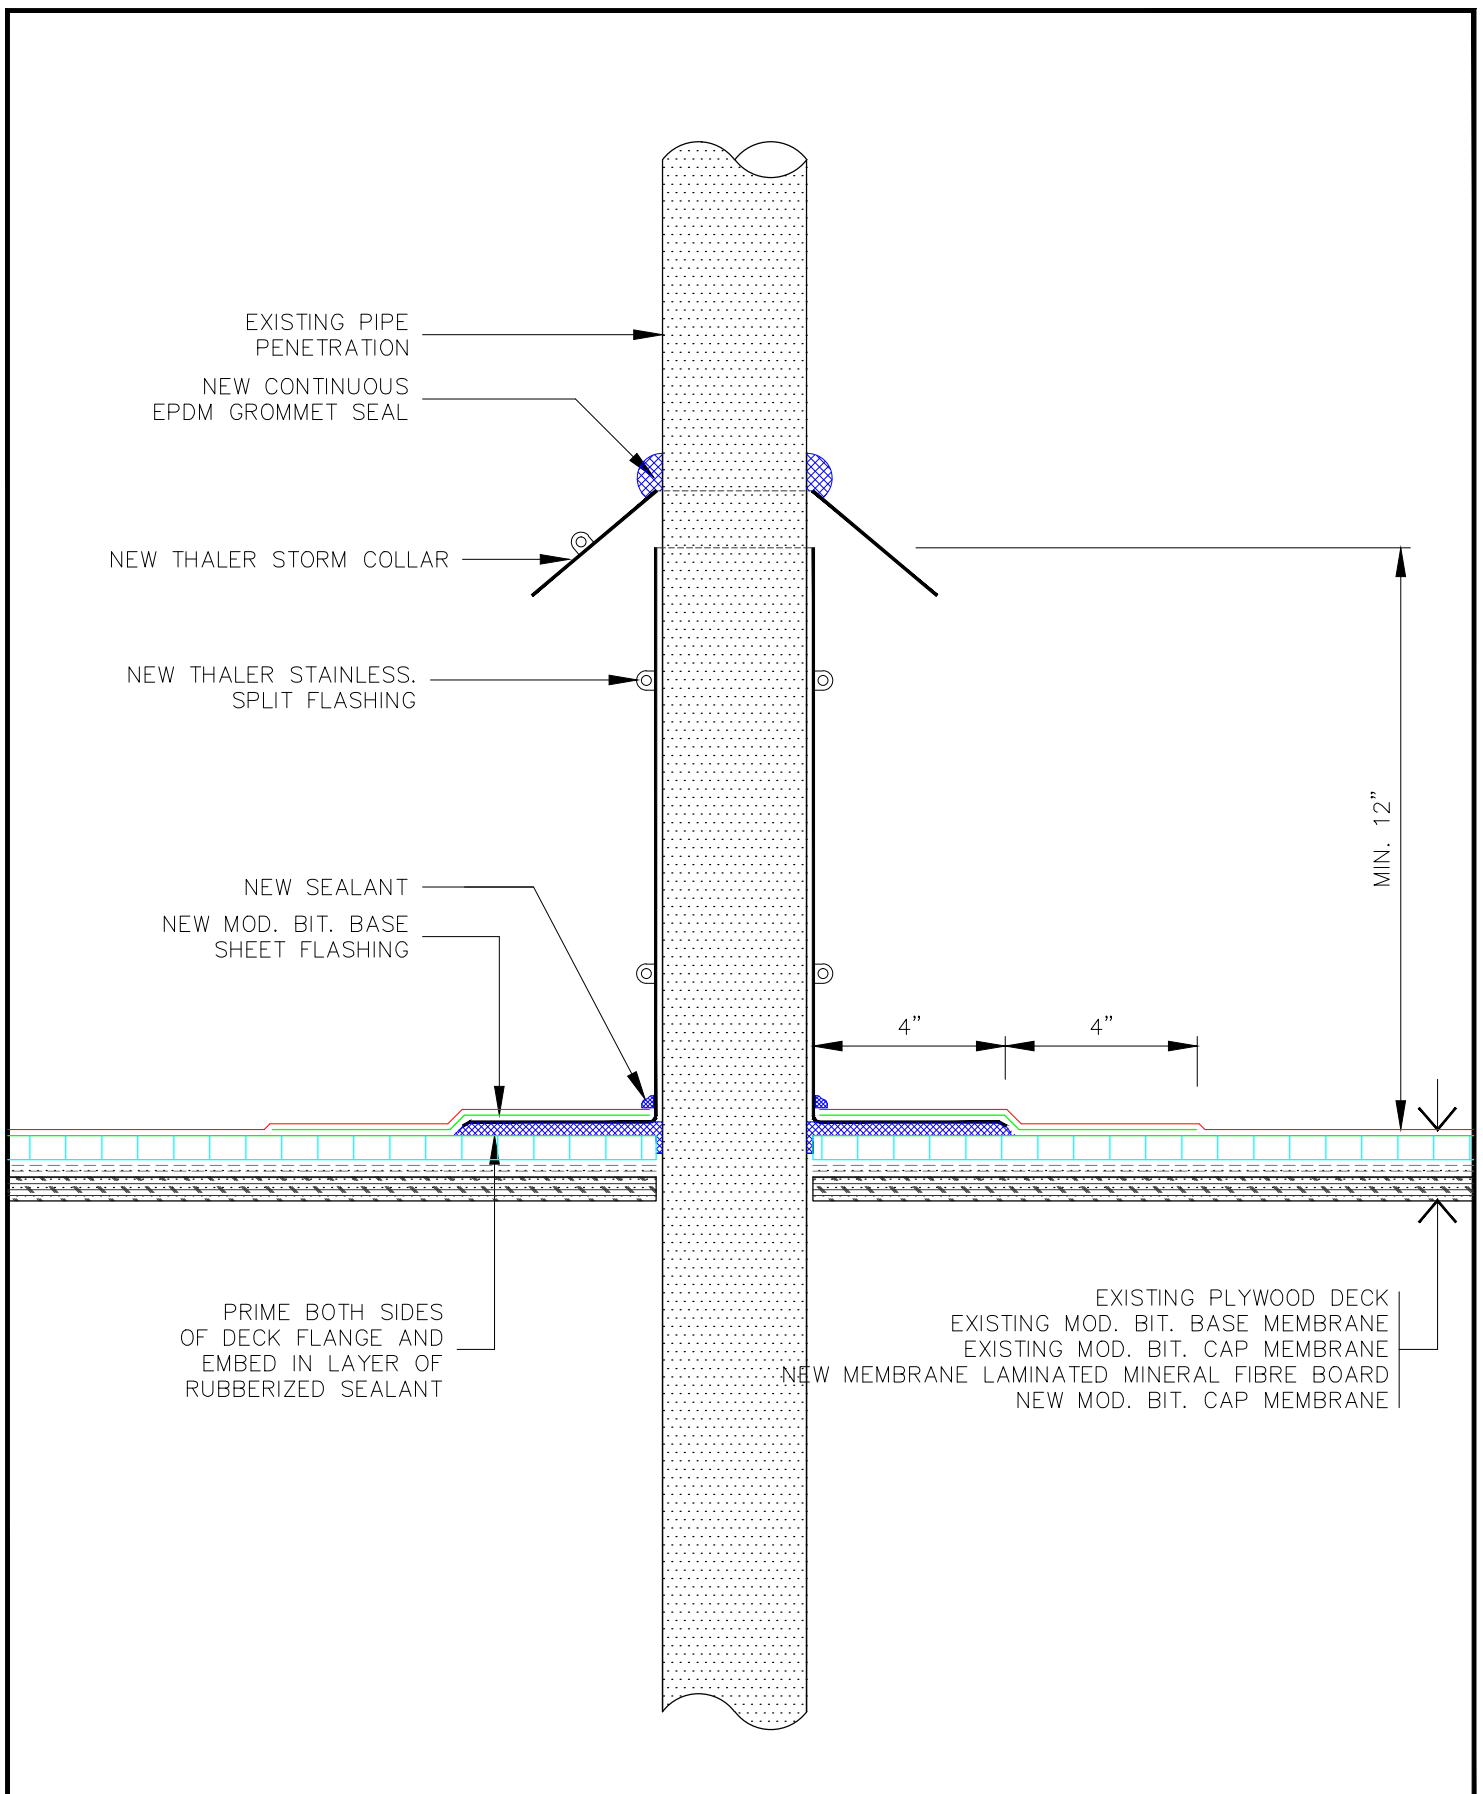 EXISTING PIPE
PENETRATION
NEW CONTINUOUS
EPDM GROMMET SEAL
NEW THALER STORM COLLAR
NEW THALER STAINLESS.
SPLIT FLASHING
MIN. 12"
NEW SEALANT
NEW MOD. BIT. BASE
SHEET FLASHING
4"
4"
PRIME BOTH SIDES
OF DECK FLANGE AND
EMBED IN LAYER OF
RUBBERIZED SEALANT
EXISTING PLYWOOD DECK
EXISTING MOD. BIT. BASE MEMBRANE
EXISTING MOD. BIT. CAP MEMBRANE
NEW MEMBRANE LAMINATED MINERAL FIBRE BOARD
NEW MOD. BIT. CAP MEMBRANE